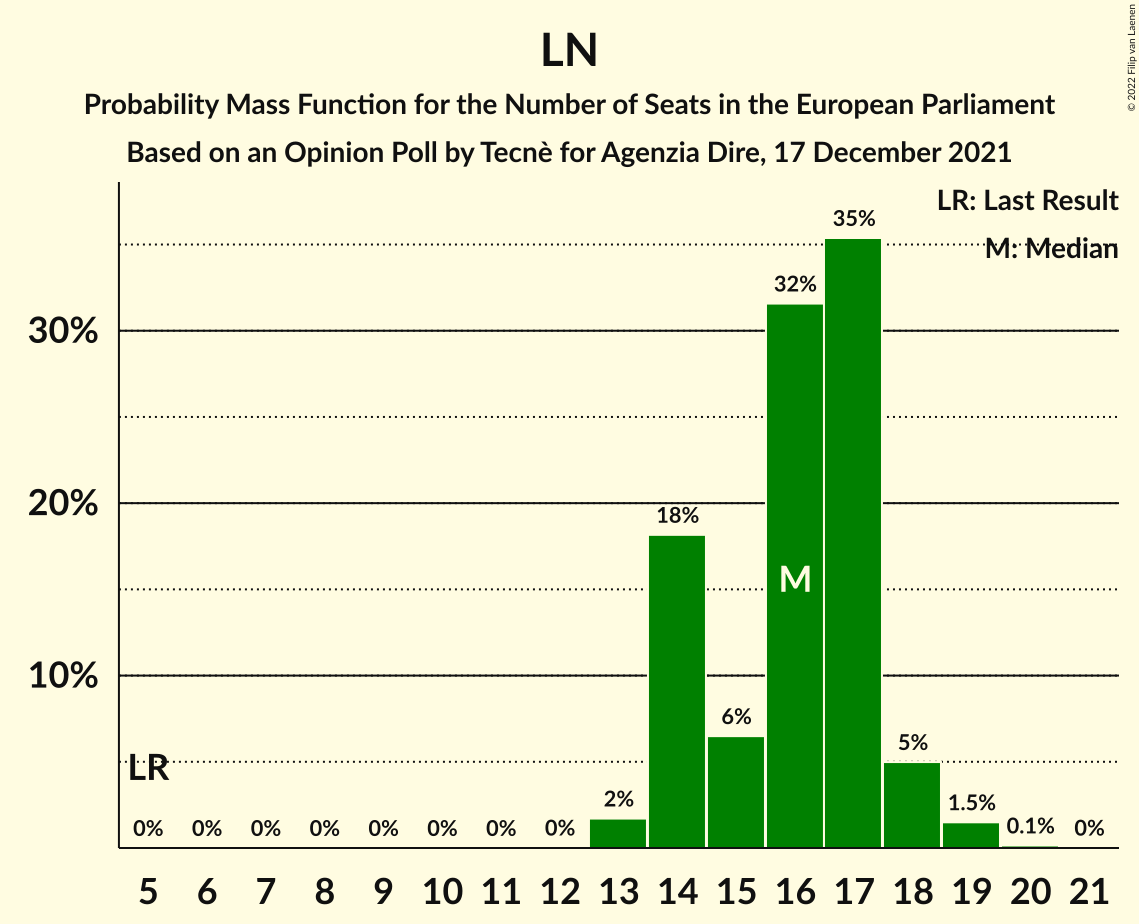 LN
Probability Mass Function for the Number of Seats in the European Parliament
Based on an Opinion Poll by Tecnè for Agenzia Dire, 17 December 2021
© 2022 Filip van Laenen
LR: Last Result
M: Median
35%
32%
30%
20%
18%
M
10%
6%
5%
LR
2%
1.5%
0% 0% 0% 0% 0% 0% 0% 0% 0.1% 0%
5 6 7 8 9 10 11 12 13 14 15 16 17 18 19 20 21